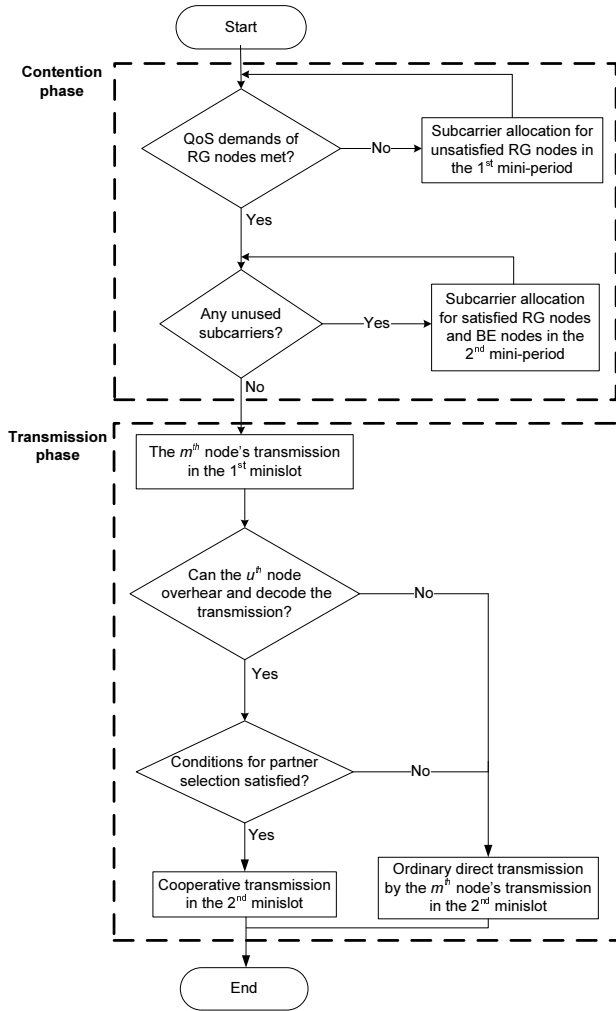 Start
Contention
phase
QoS demands of
RG nodes met?
No
Subcarrier allocation for
unsatisfied RG nodes in
the 1st mini-period
Yes
Any unused
subcarriers?
Yes
Subcarrier allocation
for satisfied RG nodes
and BE nodes in the
2nd mini-period
No
Transmission
phase
The mth node's transmission
in the 1st minislot
Can the uth node
overhear and decode the
transmission?
No
Yes
Conditions for partner
selection satisfied?
No
Yes
Cooperative transmission
in the 2nd minislot
Ordinary direct transmission
by the mth node's transmission
in the 2nd minislot
End